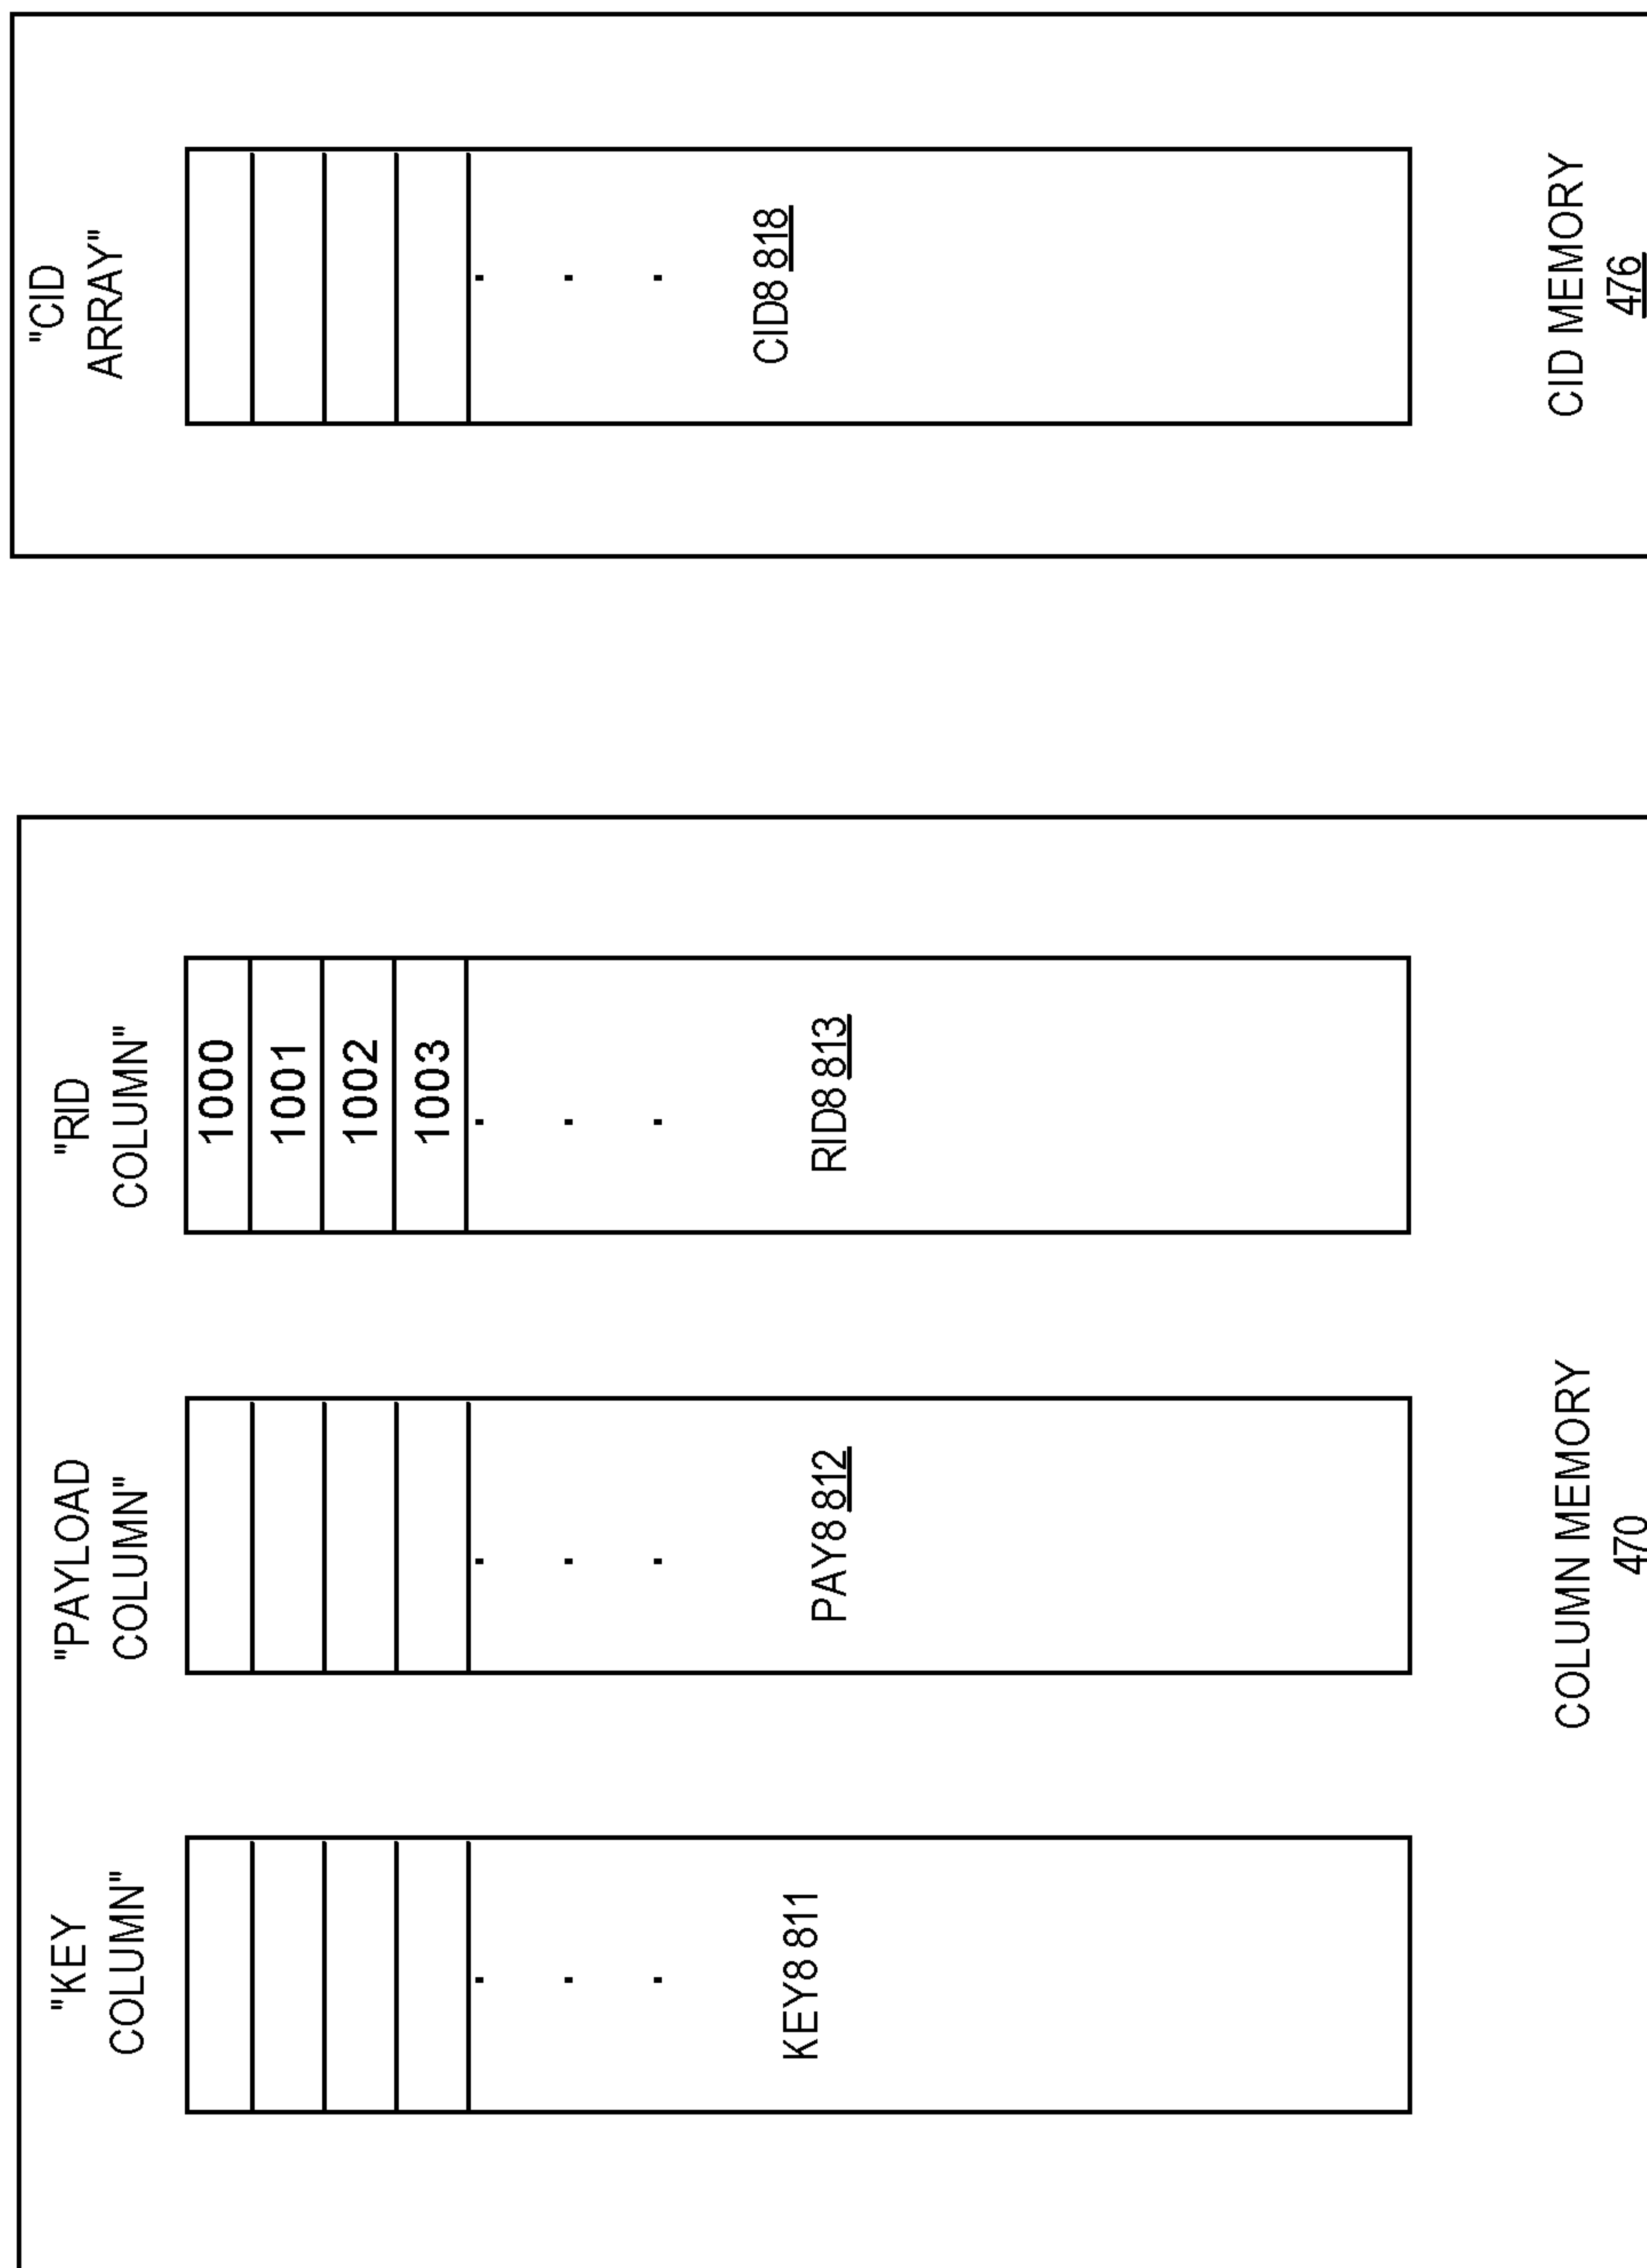 "KEY
COLUMN"
KEY8 811
"PAYLOAD
COLUMN"
PAY8 812
"RID
COLUMN"
1000
1001
1002
1003
RID8 813
COLUMN MEMORY
470
"CID
ARRAY"
CID8 818
CID MEMORY
476